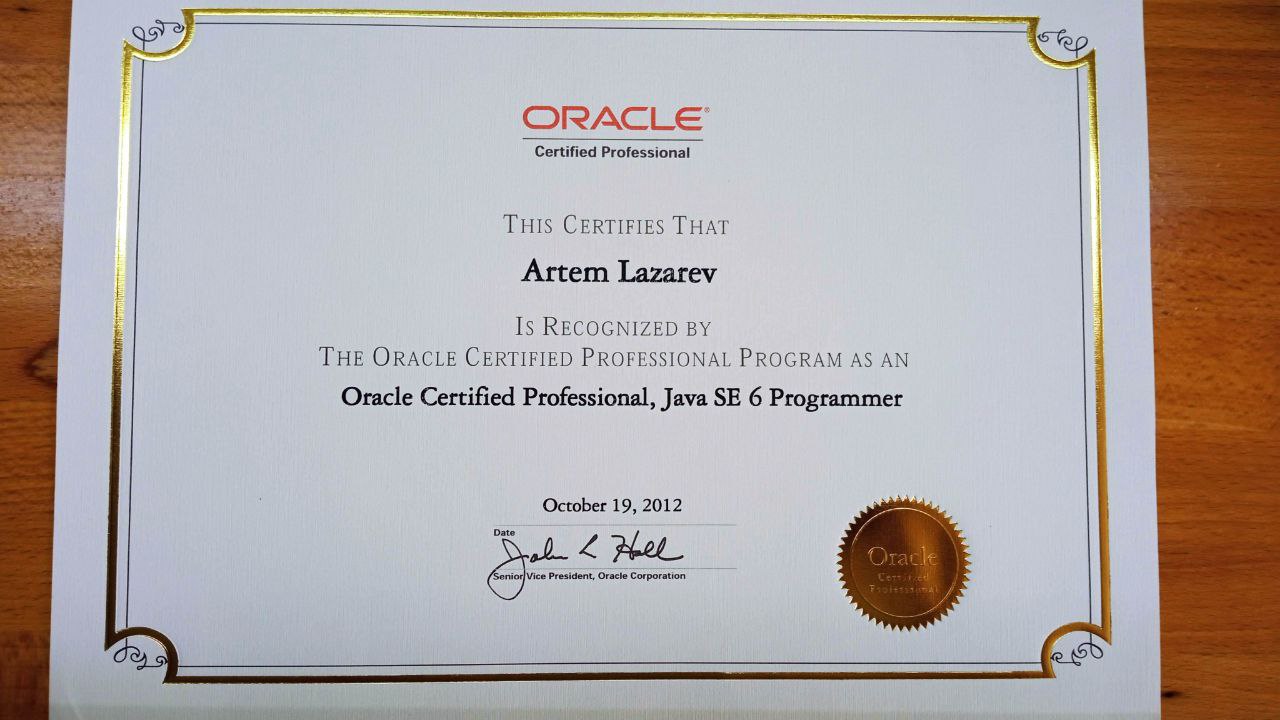 ORACLE®
Certified Professional
THIS CERTIFIES THAT
Artem Lazarev
IS RECOGNIZED BY
THE ORACLE CERTIFIED PROFESSIONAL PROGRAM AS AN
Oracle Certified Professional, Java SE 6 Programmer
October 19, 2012
Date
John L Hall
Senior Vice President, Oracle Corporation
Oracle
Certified
Professional